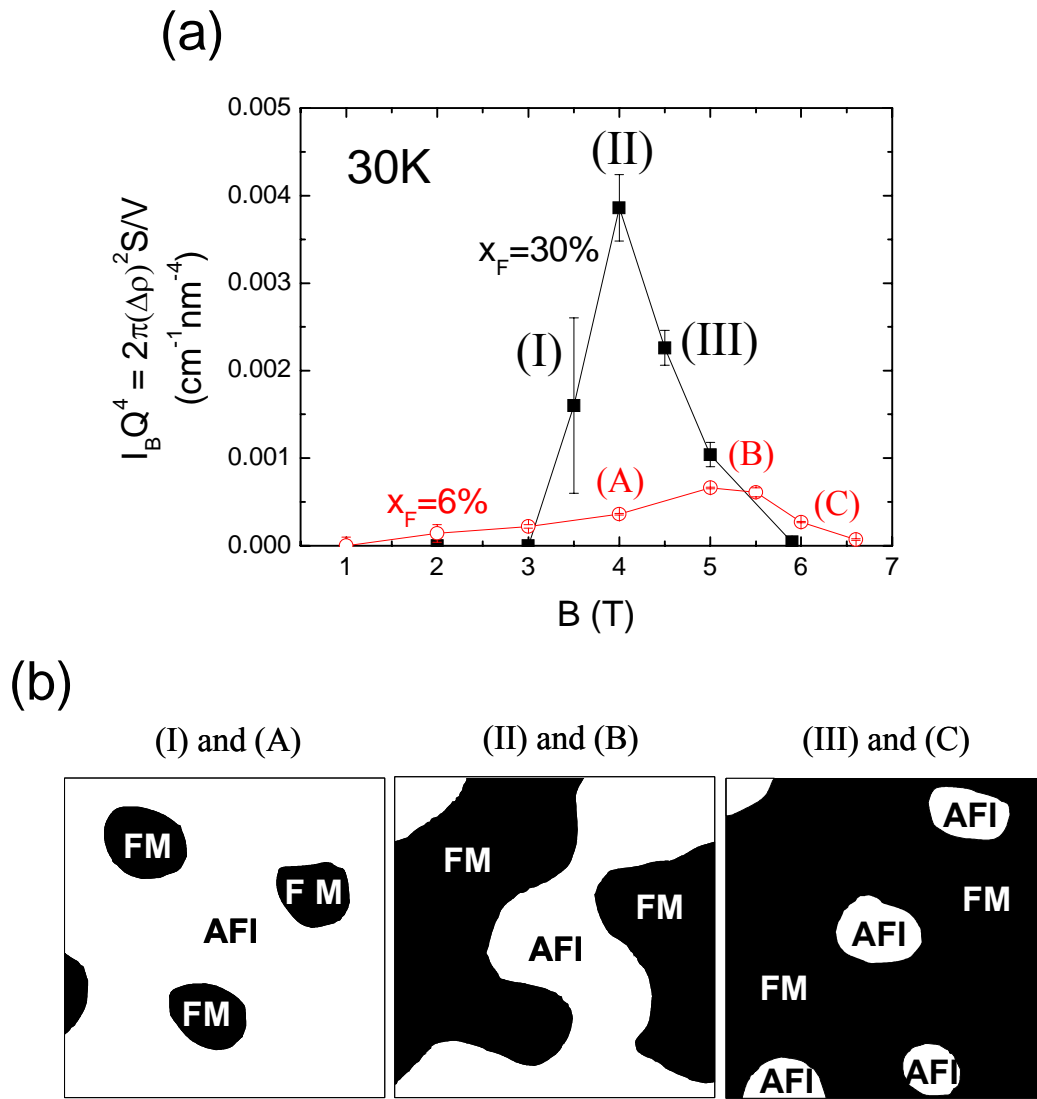 (a)
0.005
0.004
0.003
0.002
0.001
0.000
I_BQ^4 = 2π(Δρ)^2S/V
(cm^-1nm^-4)
30K
(II)
x_F=30%
(I)
(III)
(B)
(A)
(C)
x_F=6%
1 2 3 4 5 6 7
B (T)
(b)
(I) and (A)
(II) and (B)
(III) and (C)
FM
F M
AFI
FM
FM
FM
AFI
AFI
FM
AFI
FM
AFI
AFI